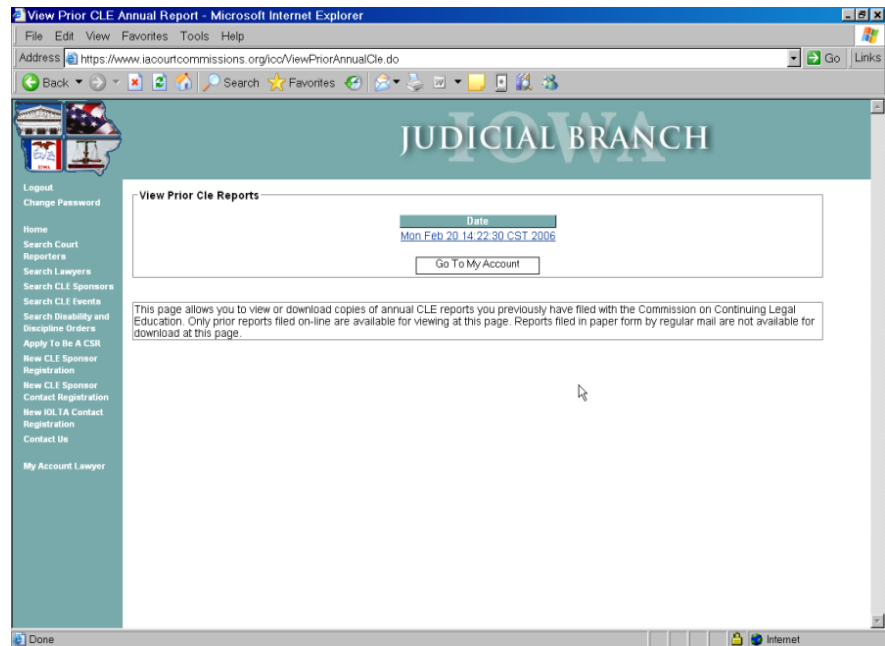 View Prior CLE Annual Report - Microsoft Internet Explorer
File Edit View Favorites Tools Help
Address https://www.iacourtcommissions.org/icc/ViewPriorAnnualCle.do Go Links
Back Search Favorites
IOWA
JUDICIAL BRANCH
Logout
Change Password
Home
Search Court
Reporters
Search Lawyers
Search CLE Sponsors
Search CLE Events
Search Disability and
Discipline Orders
Apply To Be A CSR
New CLE Sponsor
Registration
New CLE Sponsor
Contact Registration
New IOLTA Contact
Registration
Contact Us
My Account Lawyer
View Prior Cle Reports
Date
Mon Feb 20 14:22:30 CST 2006
Go To My Account
This page allows you to view or download copies of annual CLE reports you previously have filed with the Commission on Continuing Legal
Education. Only prior reports filed on-line are available for viewing at this page. Reports filed in paper form by regular mail are not available for
download at this page.
Done Internet